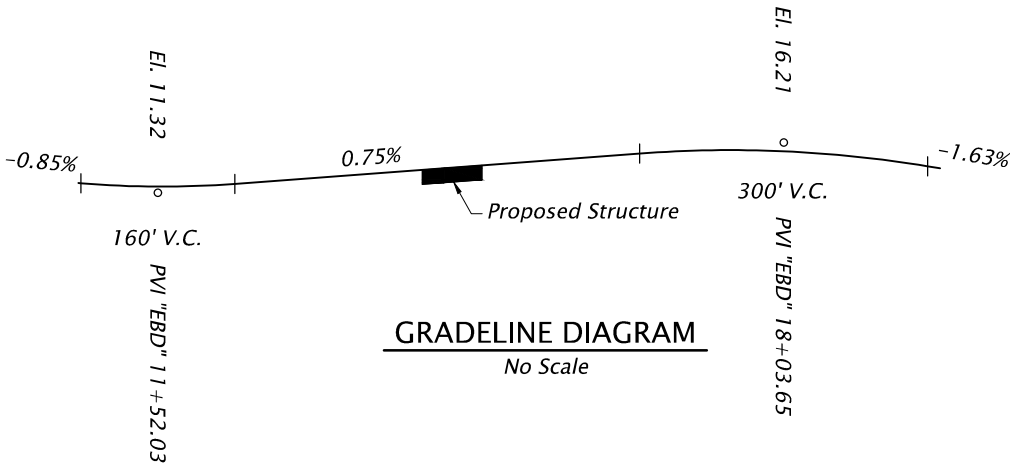 El. 11.32
El. 16.21
-0.85%
0.75%
-1.63%
Proposed Structure
160' V.C.
300' V.C.
PVI "EBD" 11+52.03
PVI "EBD" 18+03.65
GRADELINE DIAGRAM
No Scale